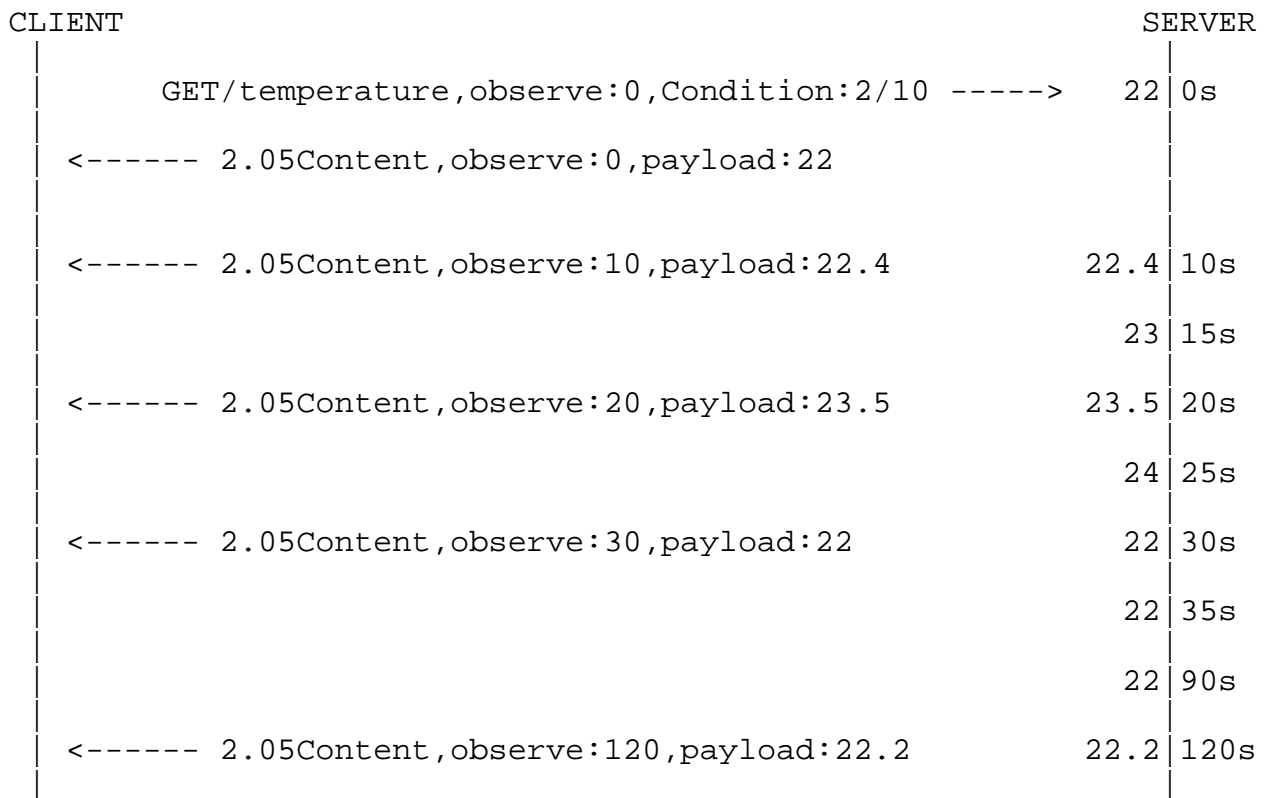 CLIENT SERVER
GET/temperature,observe:0,Condition:2/10 -----> 22|0s
<------ 2.05Content,observe:0,payload:22
<------ 2.05Content,observe:10,payload:22.4 22.4|10s
23|15s
<------ 2.05Content,observe:20,payload:23.5 23.5|20s
24|25s
<------ 2.05Content,observe:30,payload:22 22|30s
22|35s
22|90s
<------ 2.05Content,observe:120,payload:22.2 22.2|120s